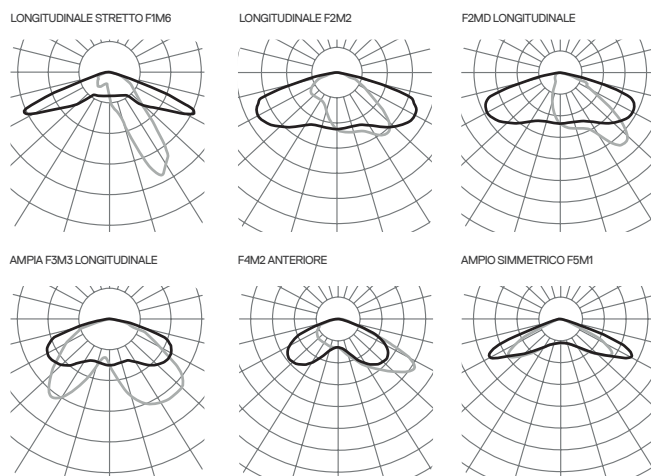 LONGITUDINALE STRETTO F1M6
LONGITUDINALE F2M2
F2MD LONGITUDINALE
AMPIA F3M3 LONGITUDINALE
F4M2 ANTERIORE
AMPIO SIMMETRICO F5M1